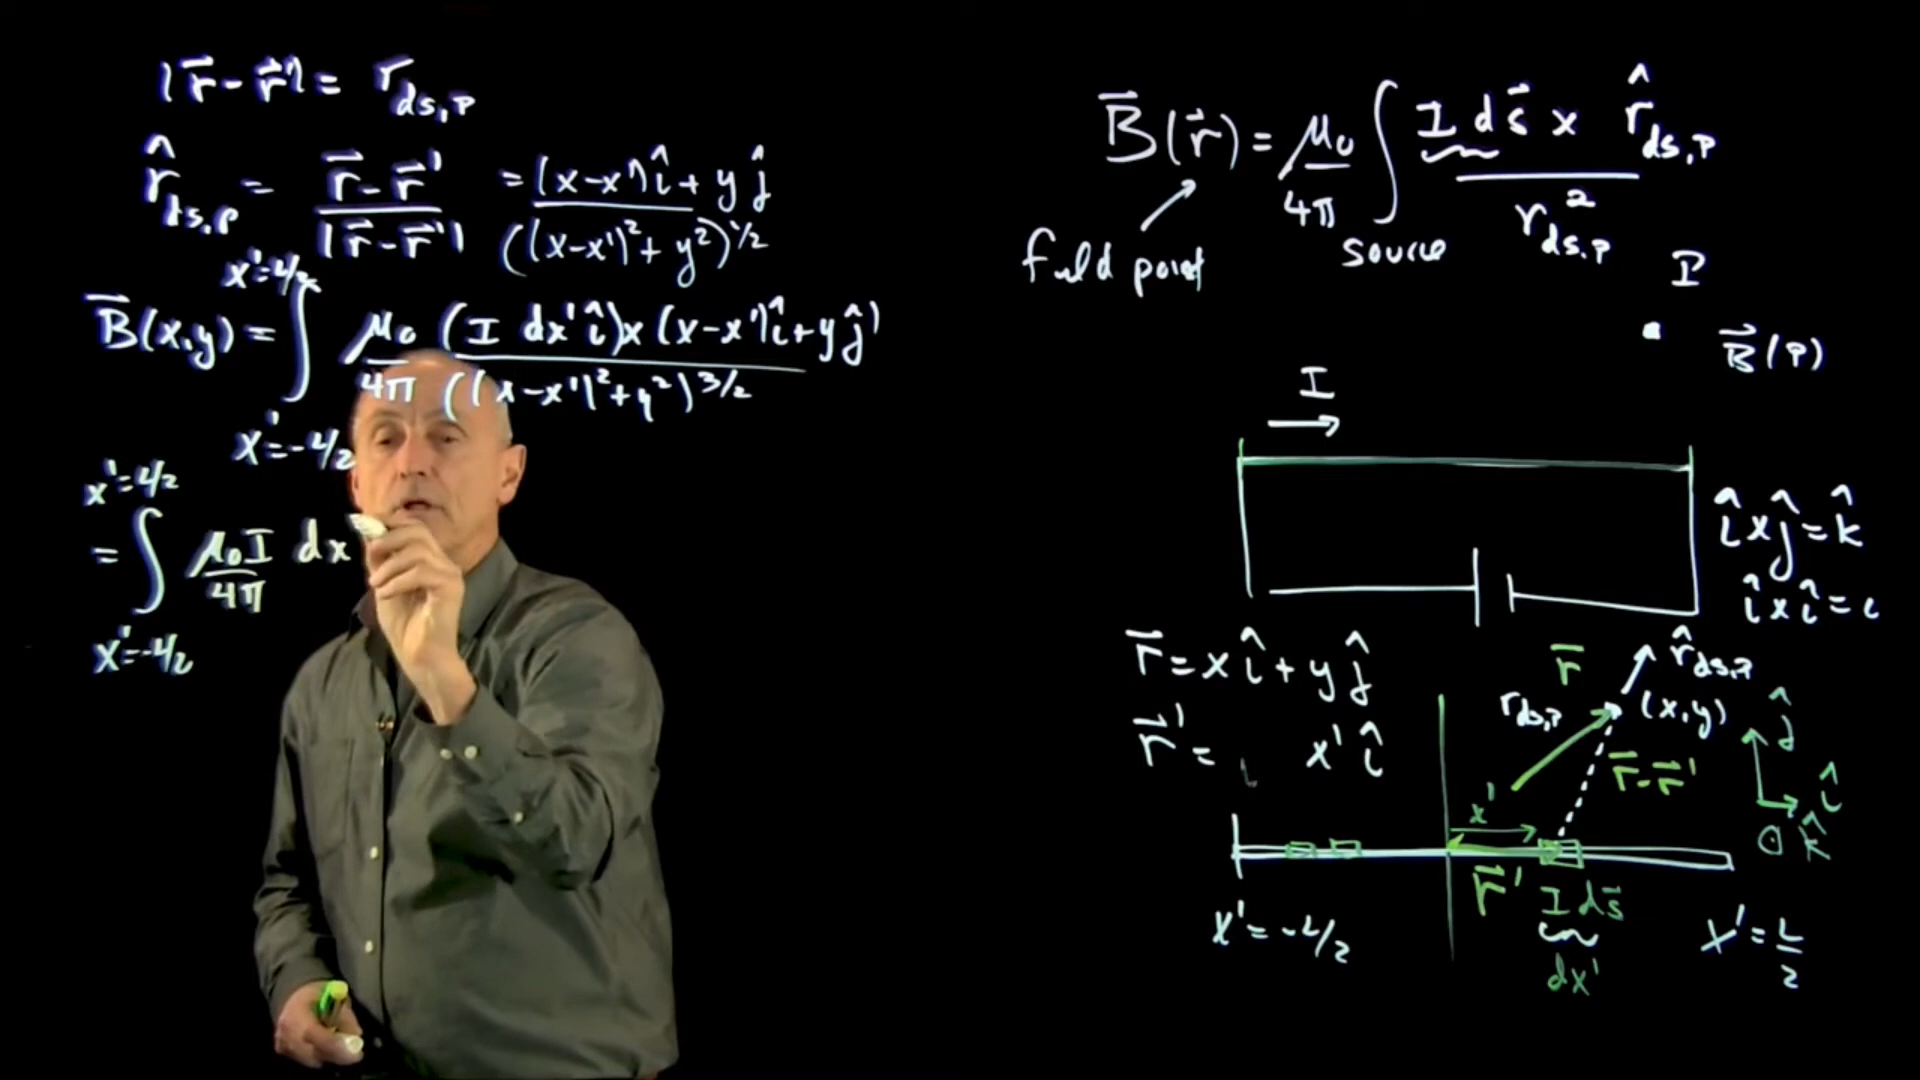 |r⃗ - r⃗'| = r_ds,P
r̂_ds,P = (r⃗ - r⃗') / |r⃗ - r⃗'| = ((x-x')î + y ĵ) / ((x-x')² + y²)^1/2
x'=L/2
B⃗(x,y) = ∫ μ₀/4π (I dx' î) x (x-x')î + y ĵ) / ((x-x')² + y²)^3/2
x'=-L/2
x'=L/2
= ∫ μ₀I/4π dx
x'=-L/2
B⃗(r⃗) = μ₀/4π ∫ I ds⃗ x r̂_ds,P / r²_ds,P
field point
source
P
B⃗(P)
I
î x ĵ = k̂
î x î =
r⃗ = x î + y ĵ
r⃗' = x' î
r⃗
r̂_ds,P
r_ds,P
(x,y)
ĵ
r⃗-r⃗'
î
k̂
x'
r⃗'
I ds⃗
dx'
x' = -L/2
x' = L/2